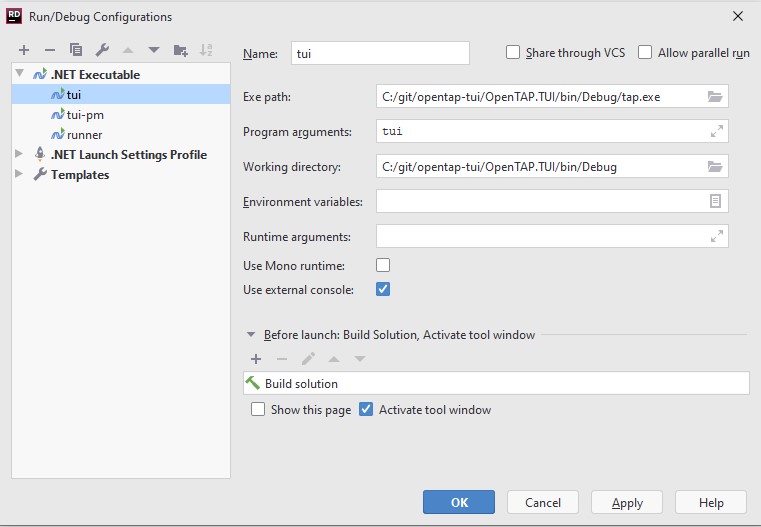 RD Run/Debug Configurations
Name: tui
Share through VCS
Allow parallel run
.NET Executable
tui
tui-pm
runner
.NET Launch Settings Profile
Templates
Exe path: C:/git/opentap-tui/OpenTAP.TUI/bin/Debug/tap.exe
Program arguments: tui
Working directory: C:/git/opentap-tui/OpenTAP.TUI/bin/Debug
Environment variables:
Runtime arguments:
Use Mono runtime:
Use external console:
Before launch: Build Solution, Activate tool window
Build solution
Show this page
Activate tool window
OK
Cancel
Apply
Help